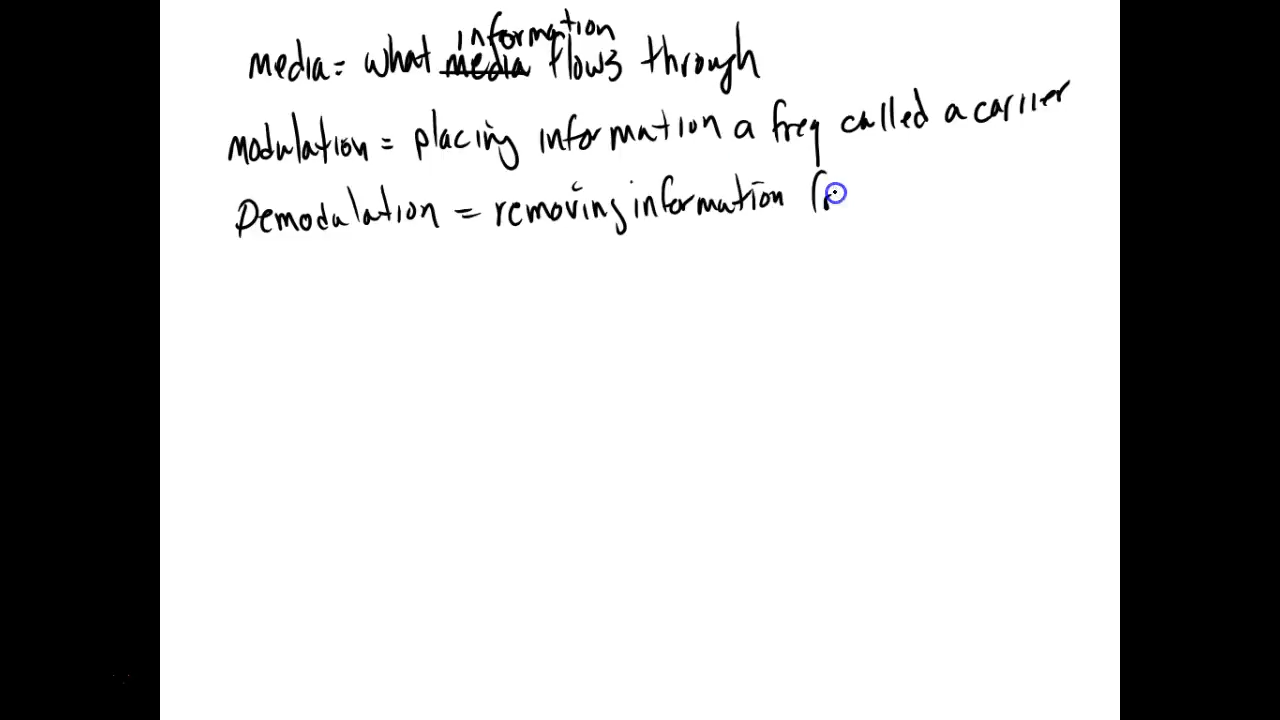 media = what media information flows through
modulation = placing information a freq called a carrier
Demodulation = removing information